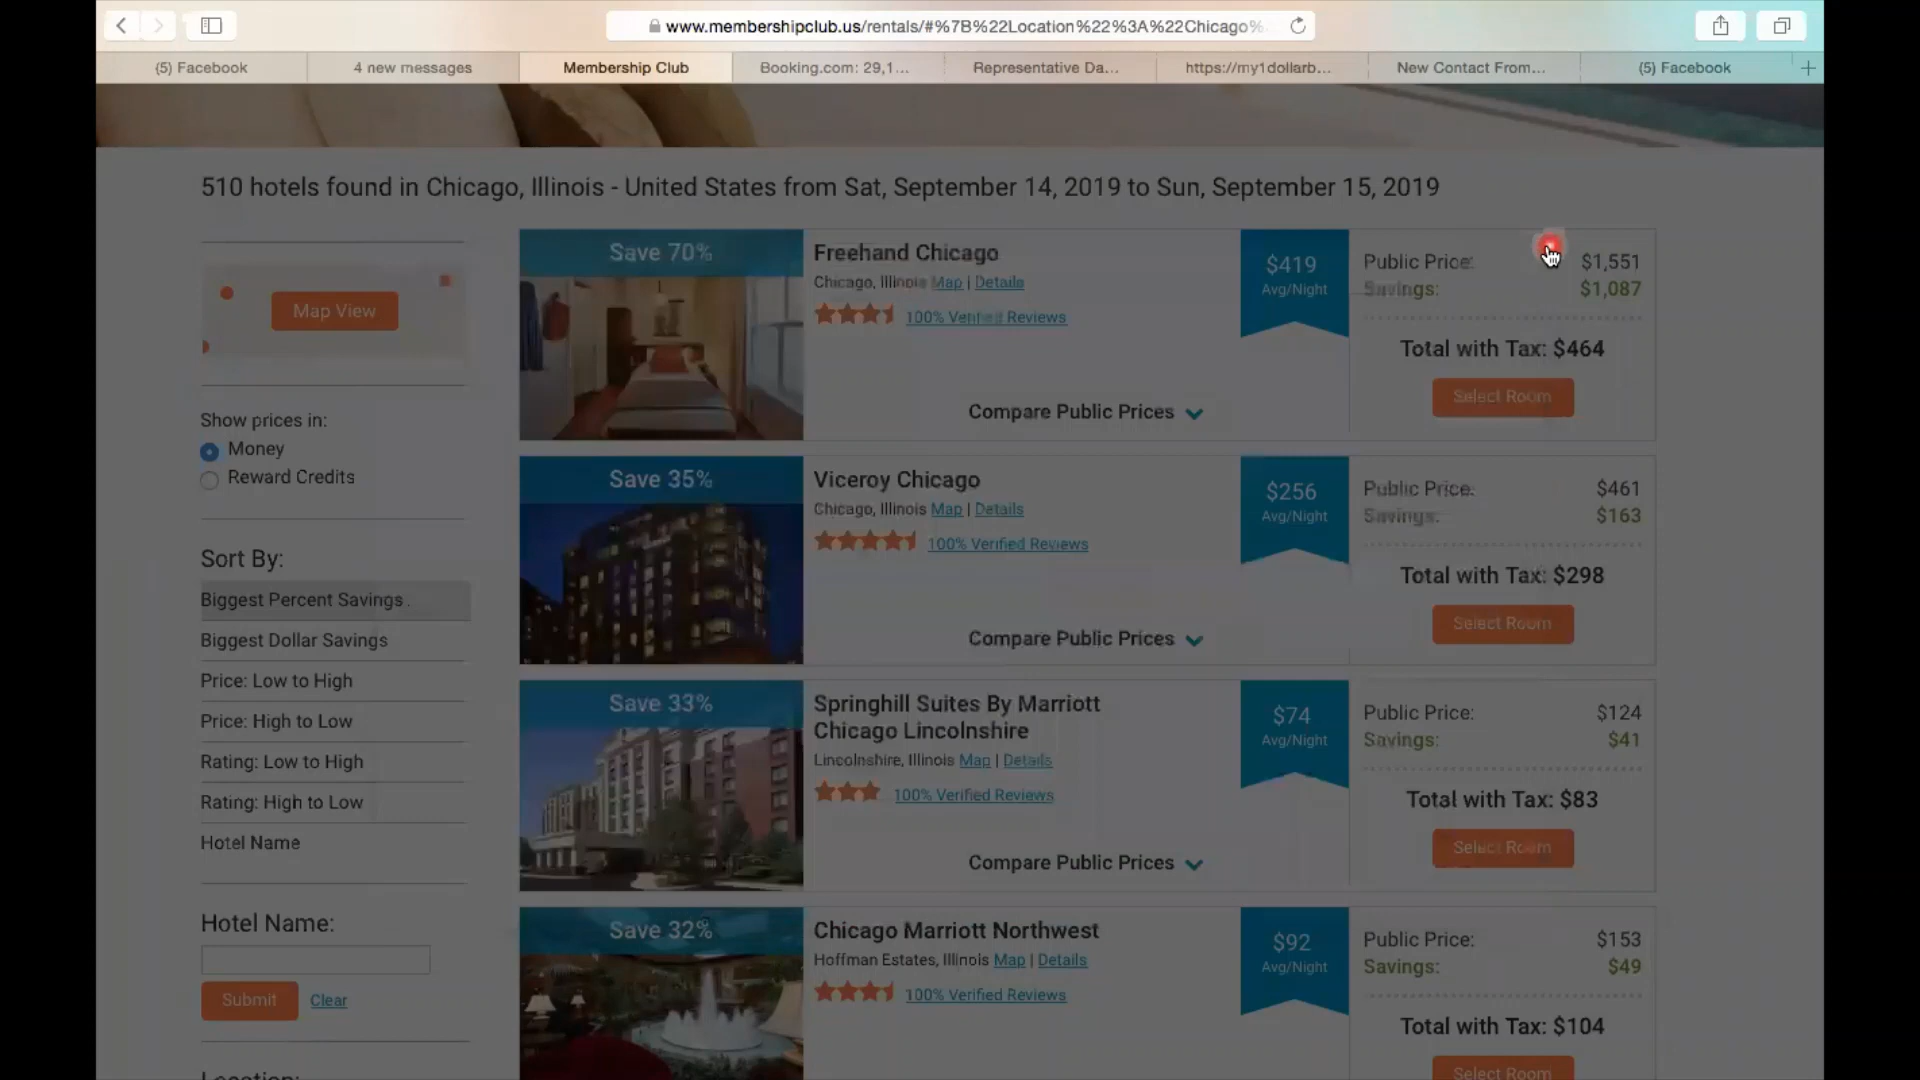 www.membershipclub.us/rentals/#%7B%22Location%22%3A%22Chicago%
(5) Facebook
4 new messages
Membership Club
Booking.com: 29,1...
Representative Da...
https://my1dollarb...
New Contact From...
(5) Facebook
510 hotels found in Chicago, Illinois - United States from Sat, September 14, 2019 to Sun, September 15, 2019
Map View
Show prices in:
Money
Reward Credits
Sort By:
Biggest Percent Savings
Biggest Dollar Savings
Price: Low to High
Price: High to Low
Rating: Low to High
Rating: High to Low
Hotel Name
Hotel Name:
Submit Clear
Location:
Save 70%
Freehand Chicago
Chicago, Illinois Map | Details
100% Verified Reviews
Compare Public Prices
$419
Avg/Night
Public Price: $1,551
Savings: $1,087
Total with Tax: $464
Select Room
Save 35%
Viceroy Chicago
Chicago, Illinois Map | Details
100% Verified Reviews
Compare Public Prices
$256
Avg/Night
Public Price: $461
Savings: $163
Total with Tax: $298
Select Room
Save 33%
Springhill Suites By Marriott
Chicago Lincolnshire
Lincolnshire, Illinois Map | Details
100% Verified Reviews
Compare Public Prices
$74
Avg/Night
Public Price: $124
Savings: $41
Total with Tax: $83
Select Room
Save 32%
Chicago Marriott Northwest
Hoffman Estates, Illinois Map | Details
100% Verified Reviews
$92
Avg/Night
Public Price: $153
Savings: $49
Total with Tax: $104
Select Room